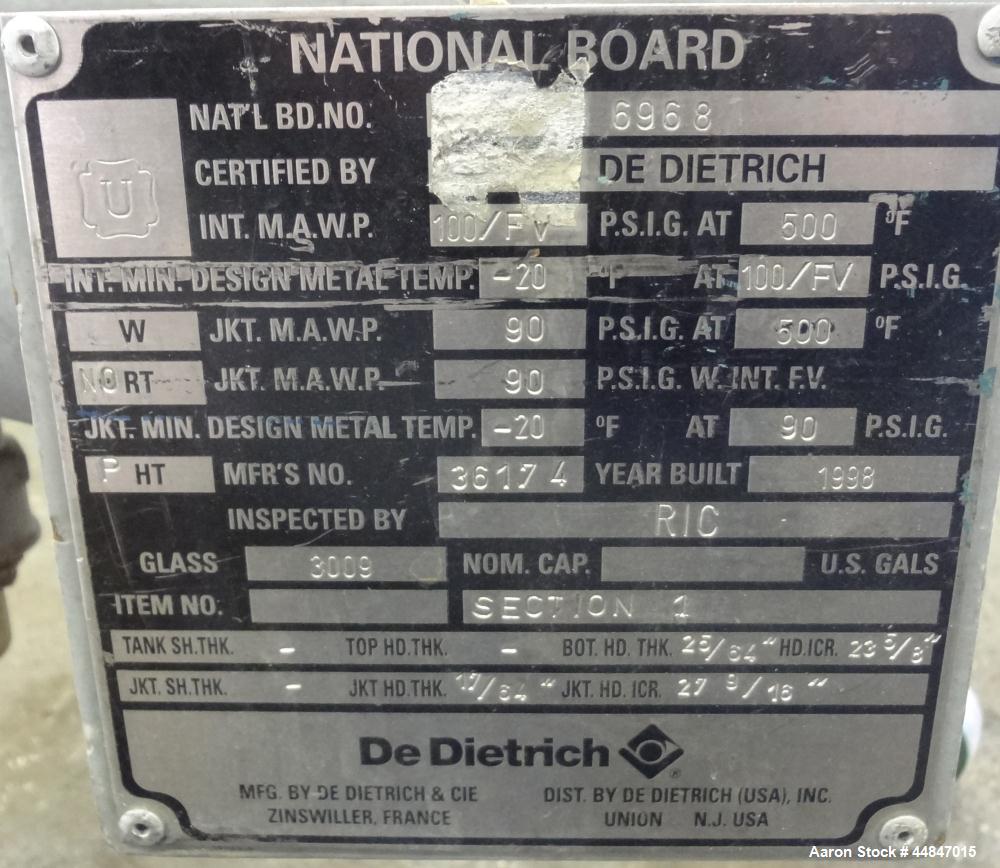 NATIONAL BOARD
U
NAT'L BD.NO. 6968
CERTIFIED BY DE DIETRICH
INT. M.A.W.P. 100/FV P.S.I.G. AT 500 °F
INT. MIN. DESIGN METAL TEMP. -20 °F AT 100/FV P.S.I.G.
W JKT. M.A.W.P. 90 P.S.I.G. AT 500 °F
NO RT JKT. M.A.W.P. 90 P.S.I.G. W. INT. F.V.
JKT. MIN. DESIGN METAL TEMP. -20 °F AT 90 P.S.I.G.
P HT MFR'S NO. 36174 YEAR BUILT 1998
INSPECTED BY RIC
GLASS 3009 NOM. CAP. U.S. GALS
ITEM NO. SECTION 1
TANK SH.THK. - TOP HD.THK. - BOT. HD. THK. 25/64" HD.ICR. 23 5/8"
JKT. SH.THK. - JKT HD.THK. 17/64" JKT. HD. ICR. 27 9/16"
De Dietrich ®
MFG. BY DE DIETRICH & CIE DIST. BY DE DIETRICH (USA), INC.
ZINSWILLER, FRANCE UNION N.J. USA
Aaron Stock # 44847015